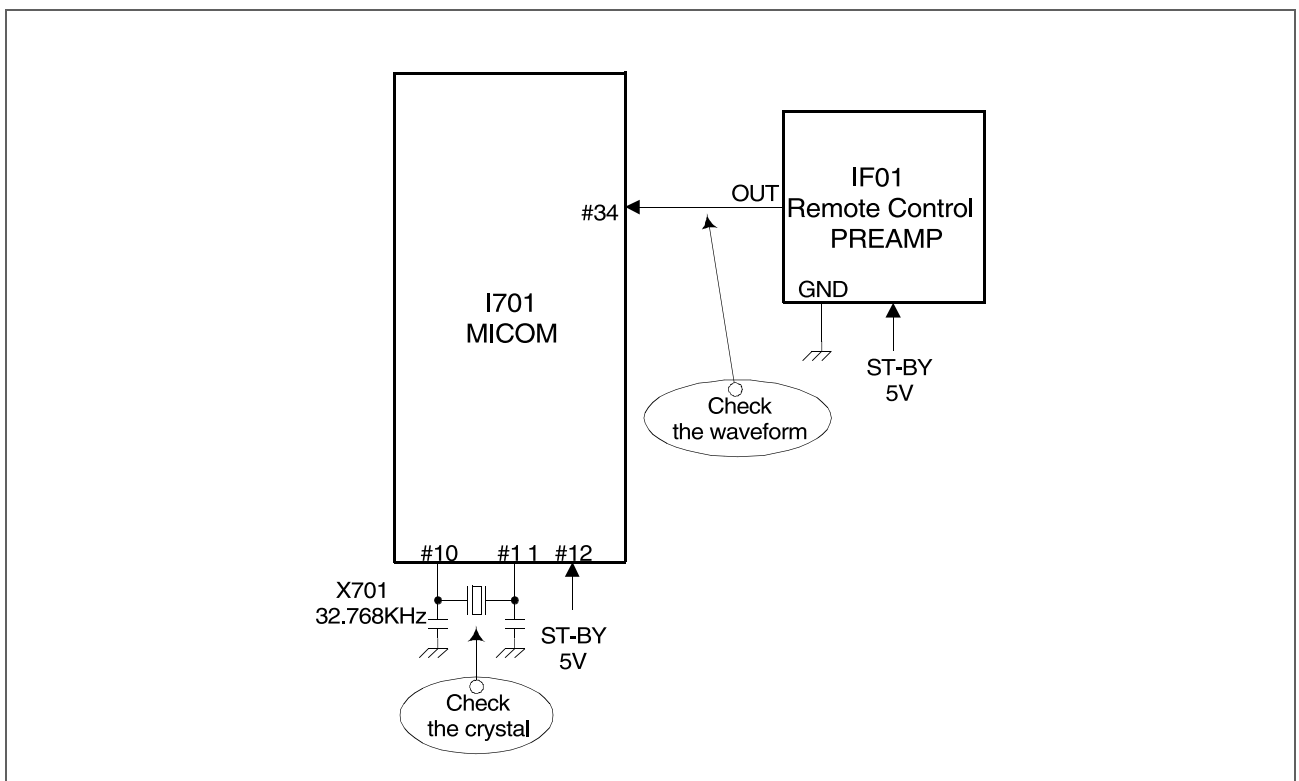 I701
MICOM
#34
OUT
IF01
Remote Control
PREAMP
GND
ST-BY
5V
Check
the waveform
#10
#1 1
#12
X701
32.768KHz
ST-BY
5V
Check
the crystal